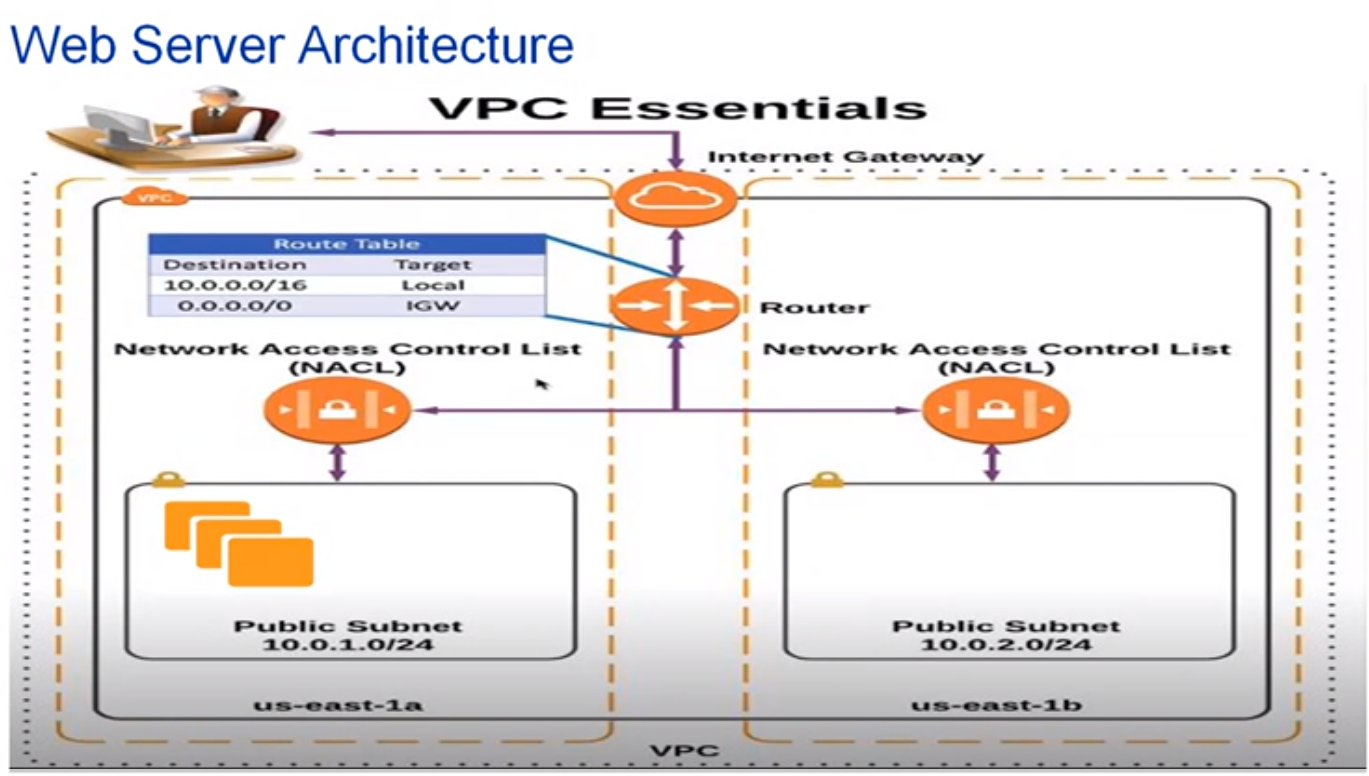 Web Server Architecture
VPC Essentials
Internet Gateway
VPC
Route Table
Destination Target
10.0.0.0/16 Local
0.0.0.0/0 IGW
Router
Network Access Control List
(NACL)
Network Access Control List
(NACL)
Public Subnet
10.0.1.0/24
Public Subnet
10.0.2.0/24
us-east-1a
us-east-1b
VPC